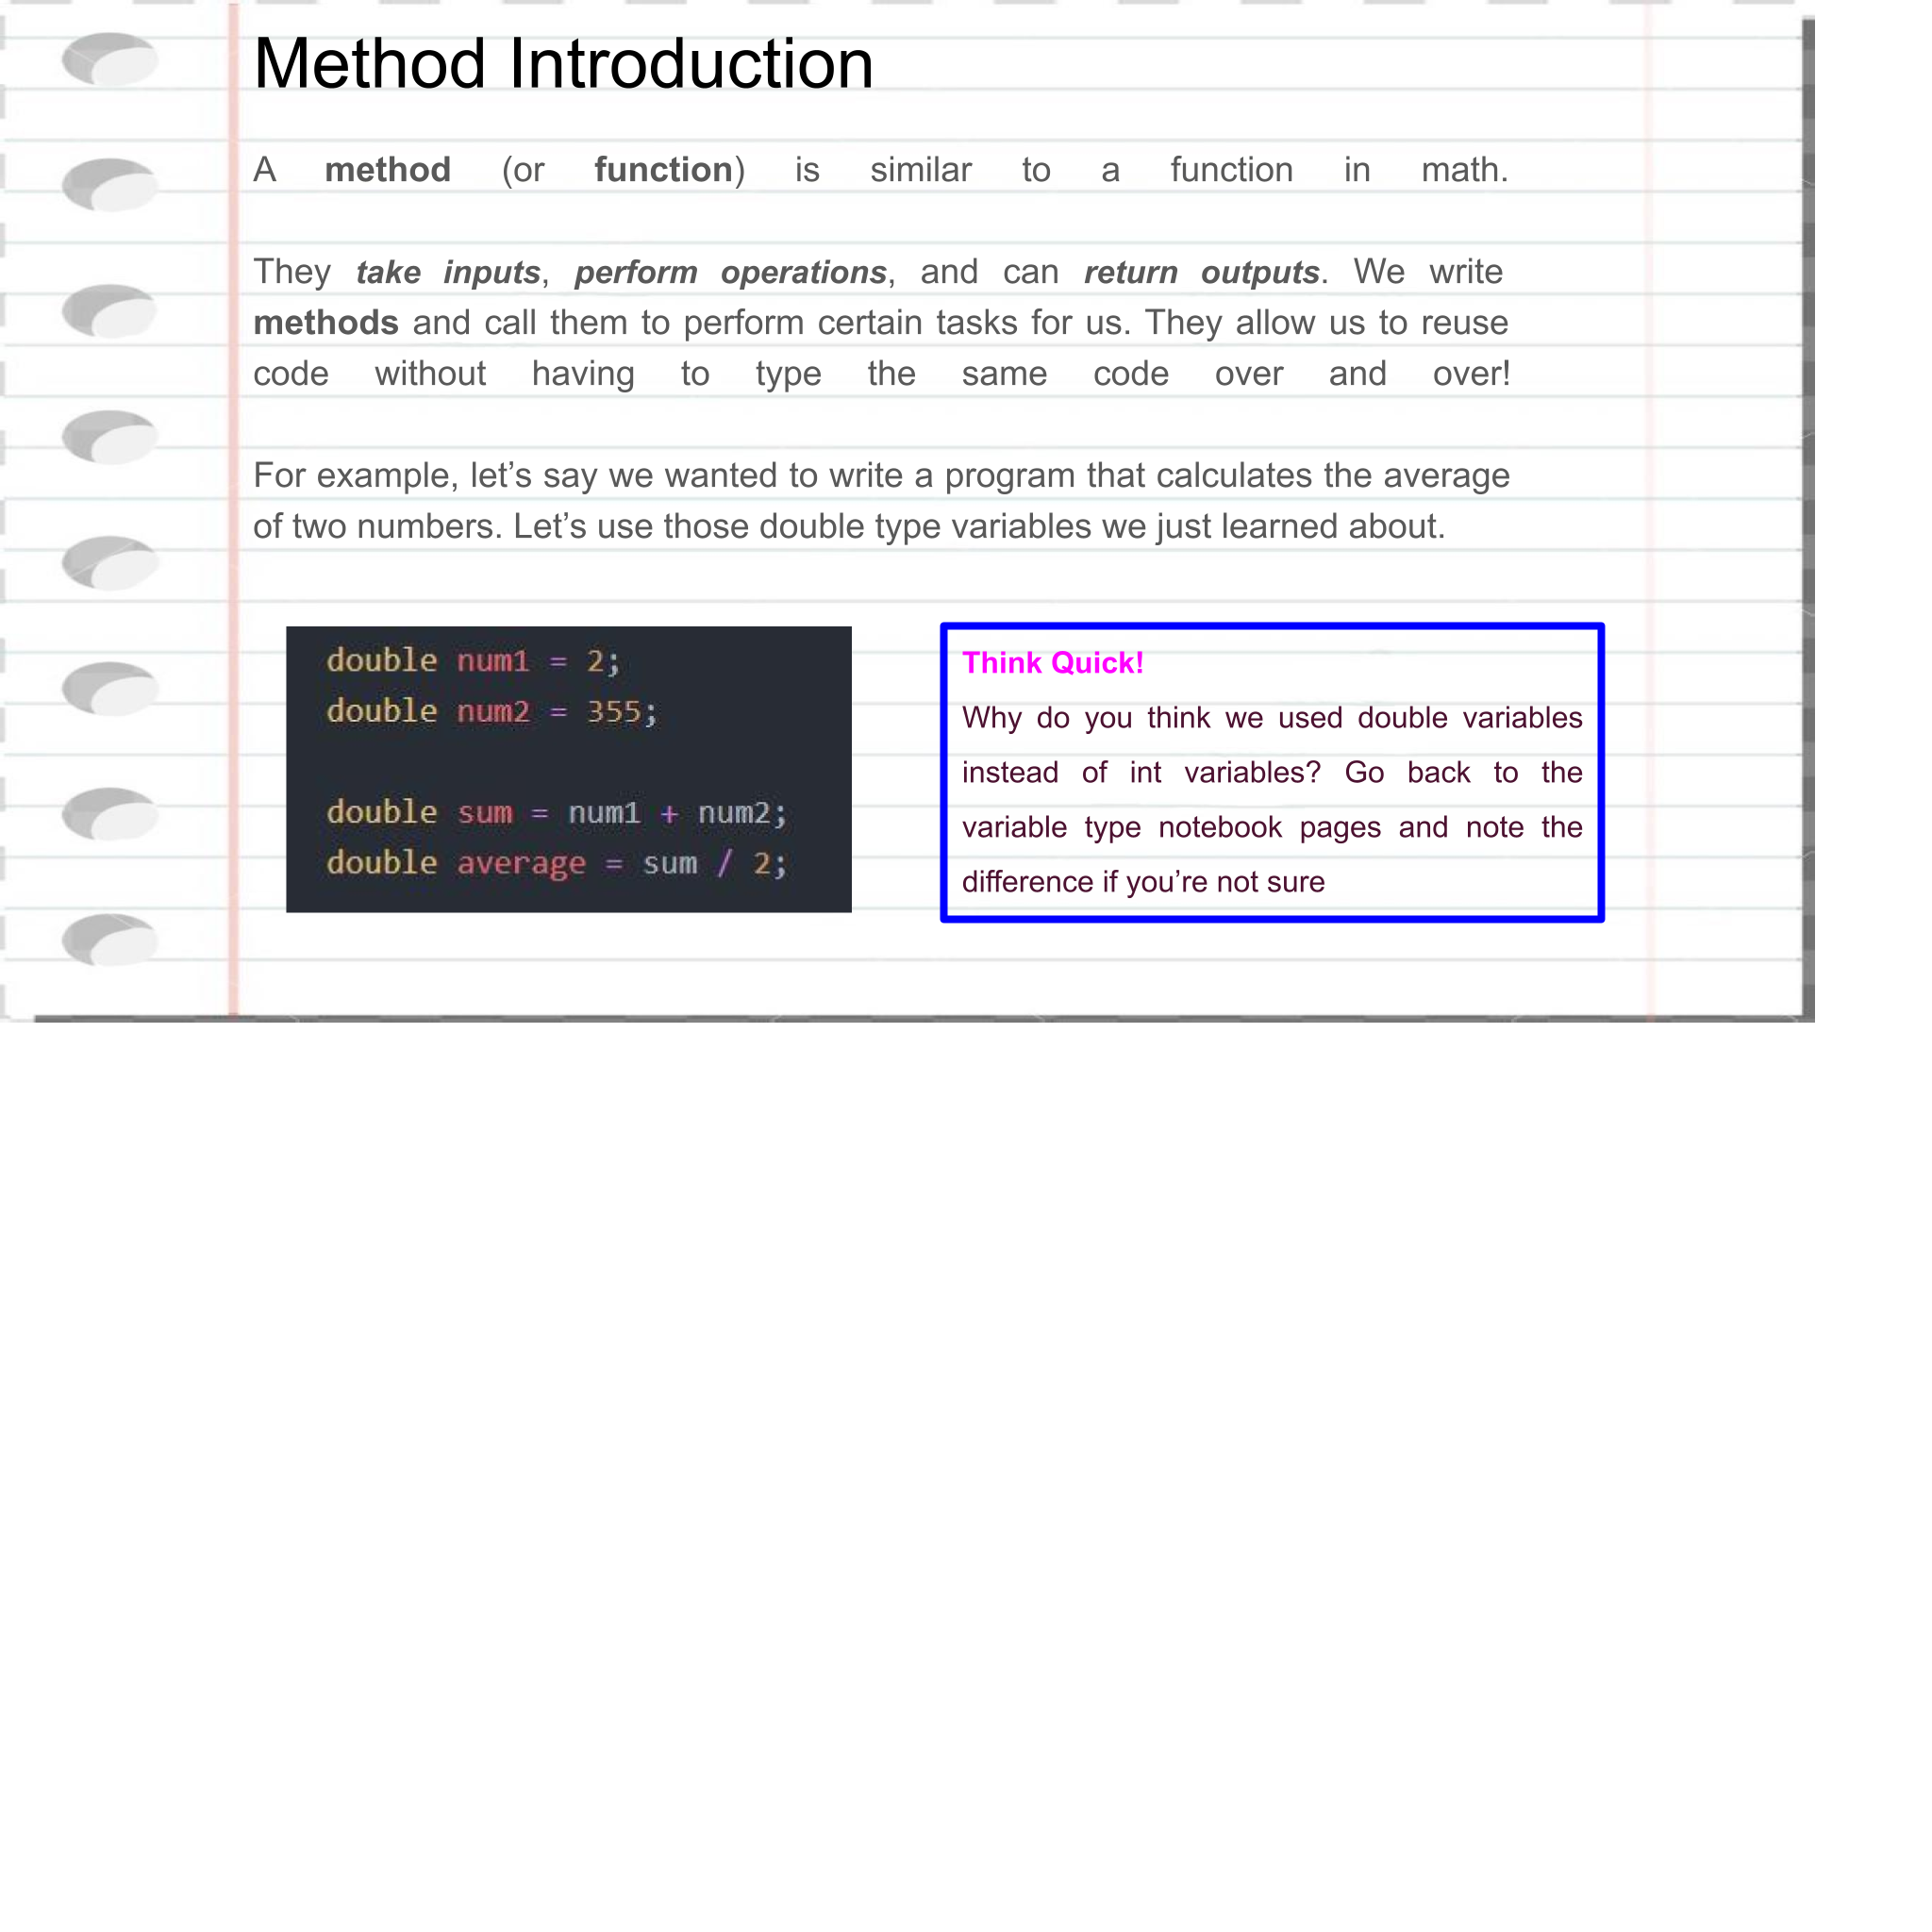 Method Introduction
A method (or function) is similar to a function in math.
They take inputs, perform operations, and can return outputs. We write
methods and call them to perform certain tasks for us. They allow us to reuse
code without having to type the same code over and over!
For example, let’s say we wanted to write a program that calculates the average
of two numbers. Let’s use those double type variables we just learned about.
double num1 = 2;
double num2 = 355;
double sum = num1 + num2;
double average = sum / 2;
Think Quick!
Why do you think we used double variables
instead of int variables? Go back to the
variable type notebook pages and note the
difference if you’re not sure